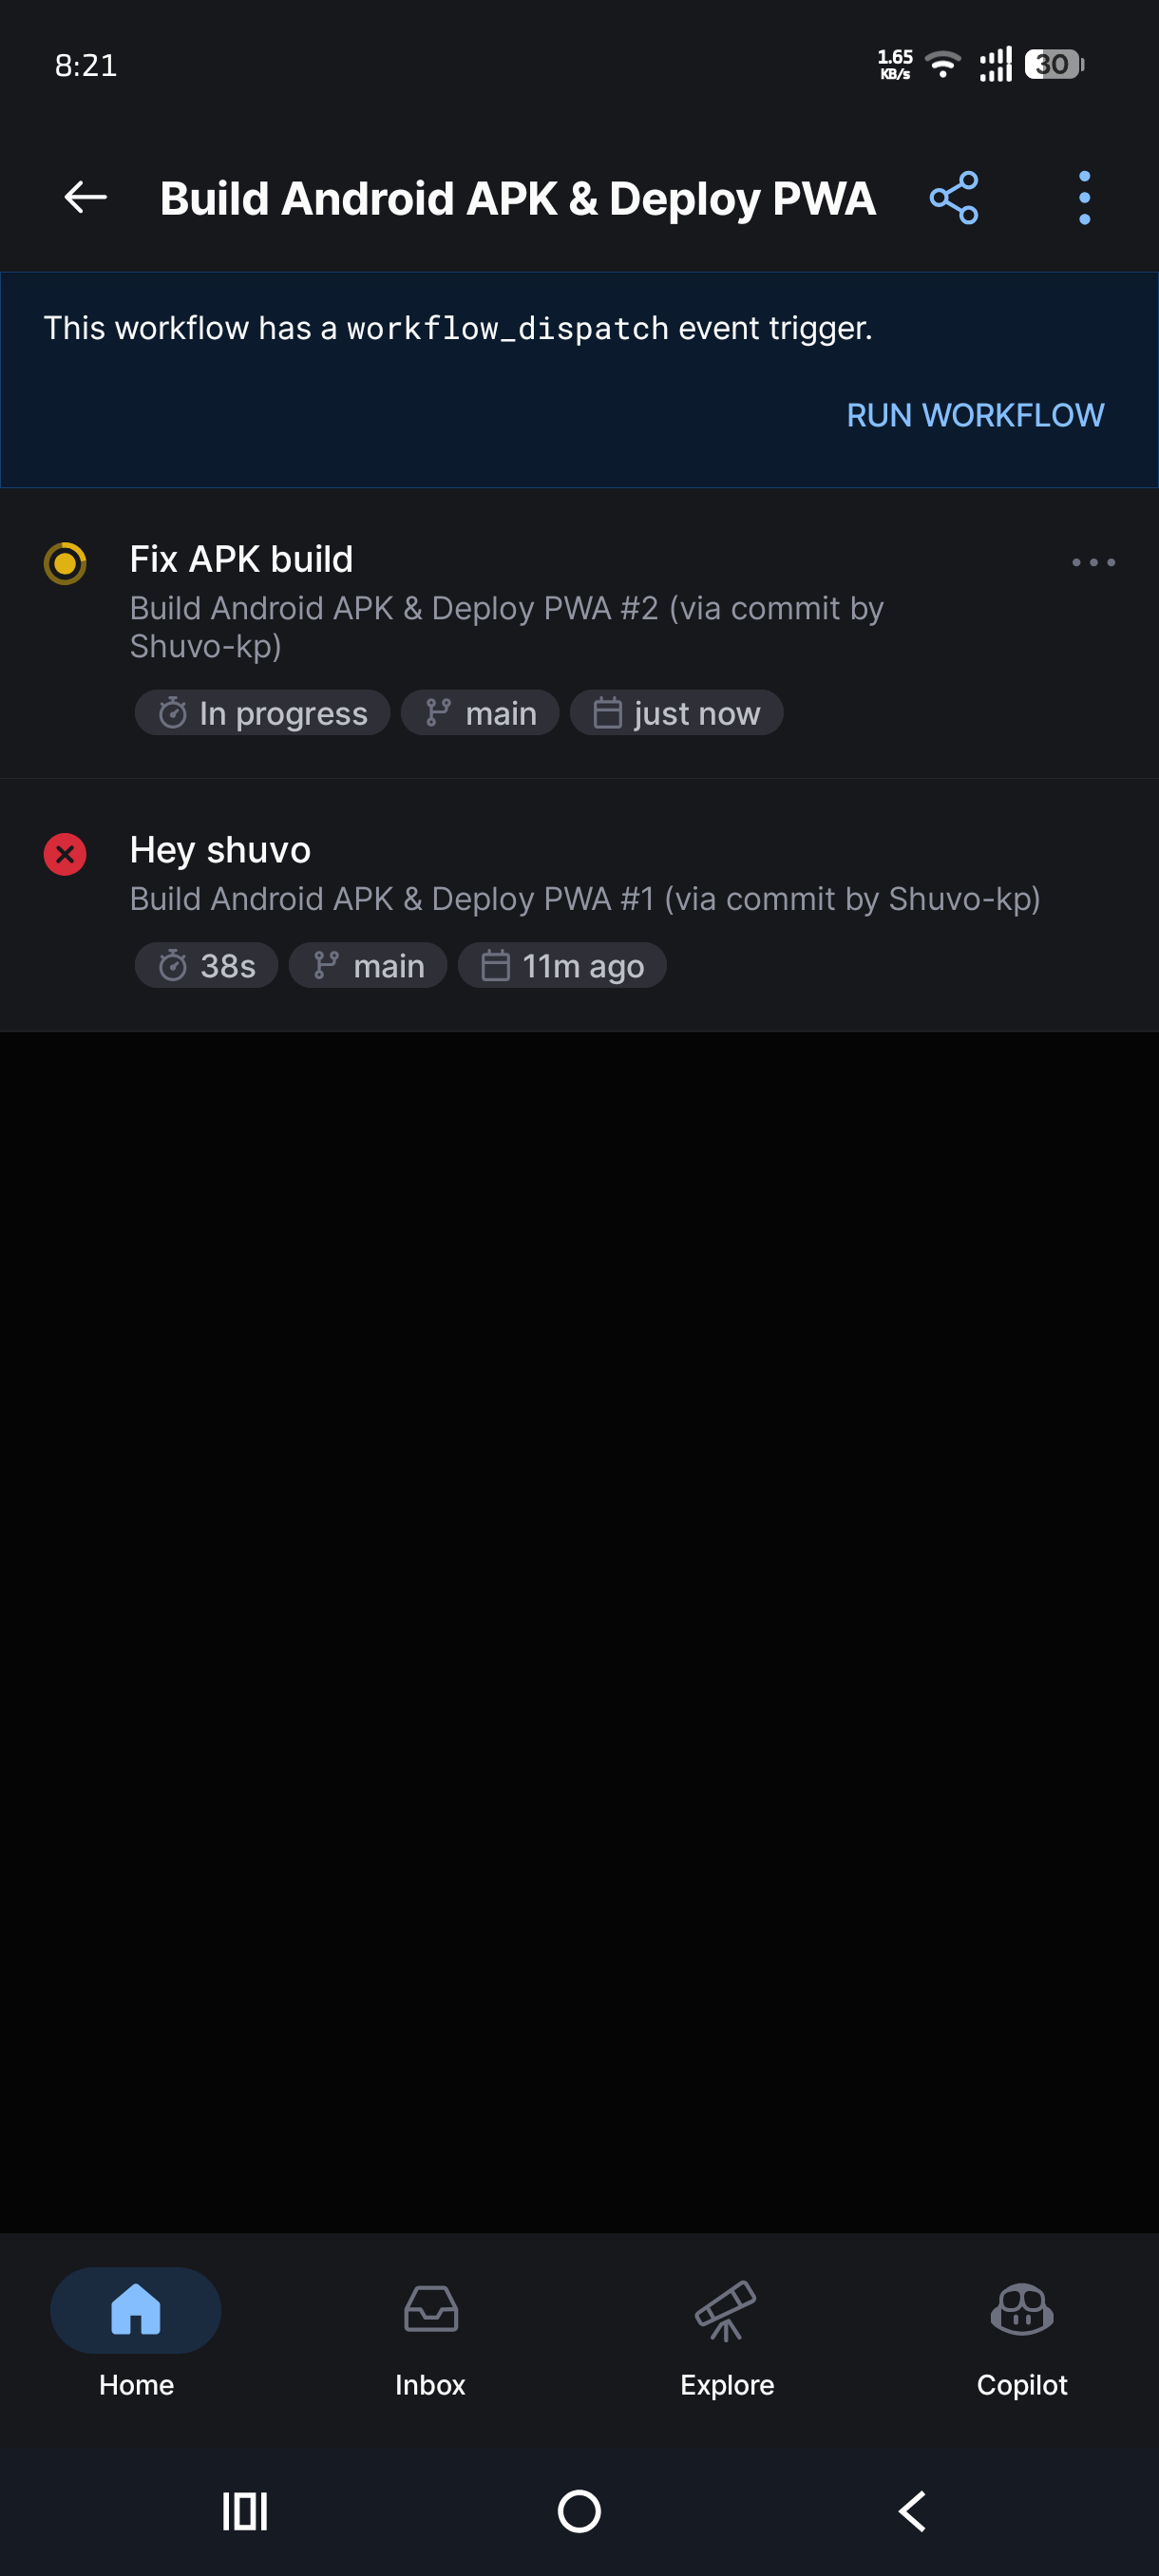 8:21
1.65
KB/s
30
Build Android APK & Deploy PWA
This workflow has a workflow_dispatch event trigger.
RUN WORKFLOW
Fix APK build
Build Android APK & Deploy PWA #2 (via commit by
Shuvo-kp)
In progress
main
just now
Hey shuvo
Build Android APK & Deploy PWA #1 (via commit by Shuvo-kp)
38s
main
11m ago
Home
Inbox
Explore
Copilot